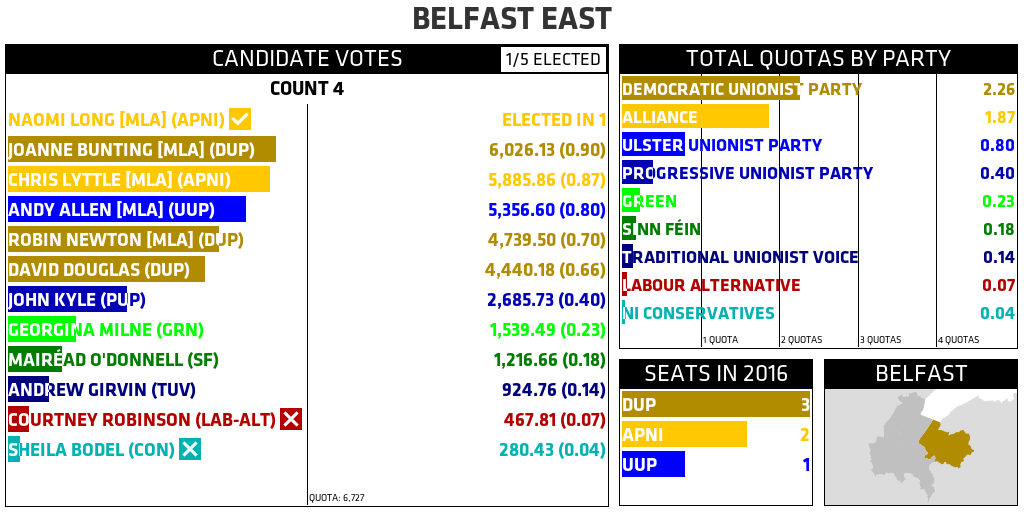 BELFAST EAST
CANDIDATE VOTES
1/5 ELECTED
COUNT 4
NAOMI LONG [MLA] (APNI) ELECTED IN 1
JOANNE BUNTING [MLA] (DUP) 6,026.13 (0.90)
CHRIS LYTTLE [MLA] (APNI) 5,885.86 (0.87)
ANDY ALLEN [MLA] (UUP) 5,356.60 (0.80)
ROBIN NEWTON [MLA] (DUP) 4,739.50 (0.70)
DAVID DOUGLAS (DUP) 4,440.18 (0.66)
JOHN KYLE (PUP) 2,685.73 (0.40)
GEORGINA MILNE (GRN) 1,539.49 (0.23)
MAIRÉAD O'DONNELL (SF) 1,216.66 (0.18)
ANDREW GIRVIN (TUV) 924.76 (0.14)
COURTNEY ROBINSON (LAB-ALT) 467.81 (0.07)
SHEILA BODEL (CON) 280.43 (0.04)
QUOTA: 6,727
TOTAL QUOTAS BY PARTY
DEMOCRATIC UNIONIST PARTY 2.26
ALLIANCE 1.87
ULSTER UNIONIST PARTY 0.80
PROGRESSIVE UNIONIST PARTY 0.40
GREEN 0.23
SINN FÉIN 0.18
TRADITIONAL UNIONIST VOICE 0.14
LABOUR ALTERNATIVE 0.07
NI CONSERVATIVES 0.04
1 QUOTA 2 QUOTAS 3 QUOTAS 4 QUOTAS
SEATS IN 2016
DUP 3
APNI 2
UUP 1
BELFAST